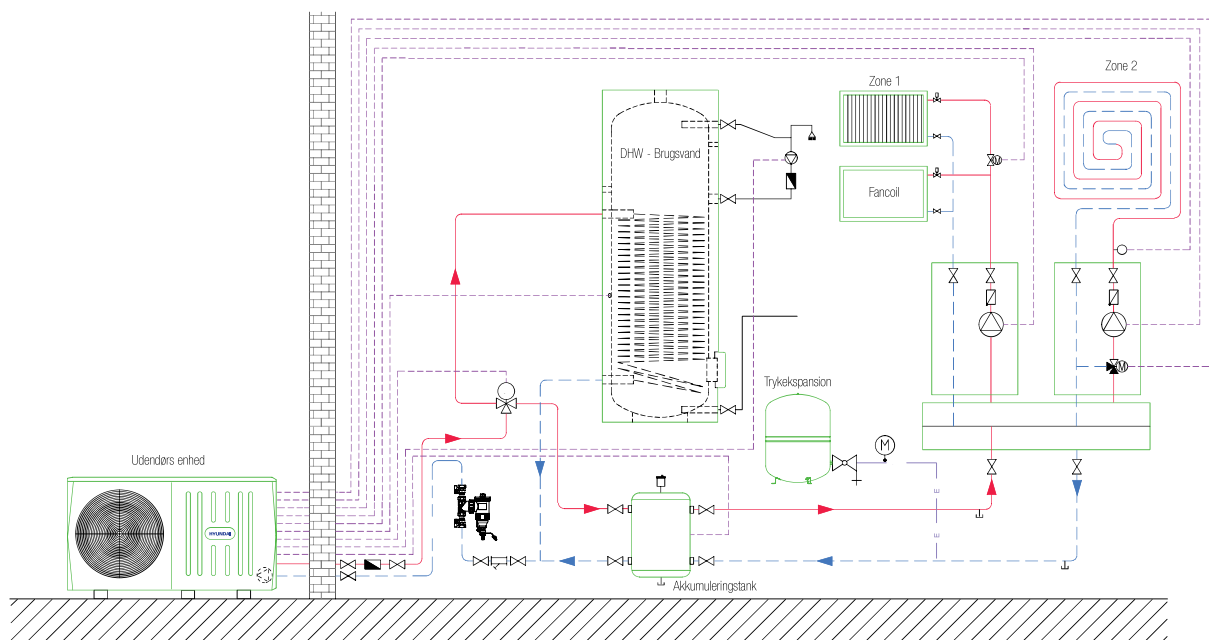 Zone 1
Zone 2
DHW - Brugsvand
Fancoil
M
M
Trykekspansion
M
Udendørs enhed
HYUNDAI
E
E
Akkumuleringstank